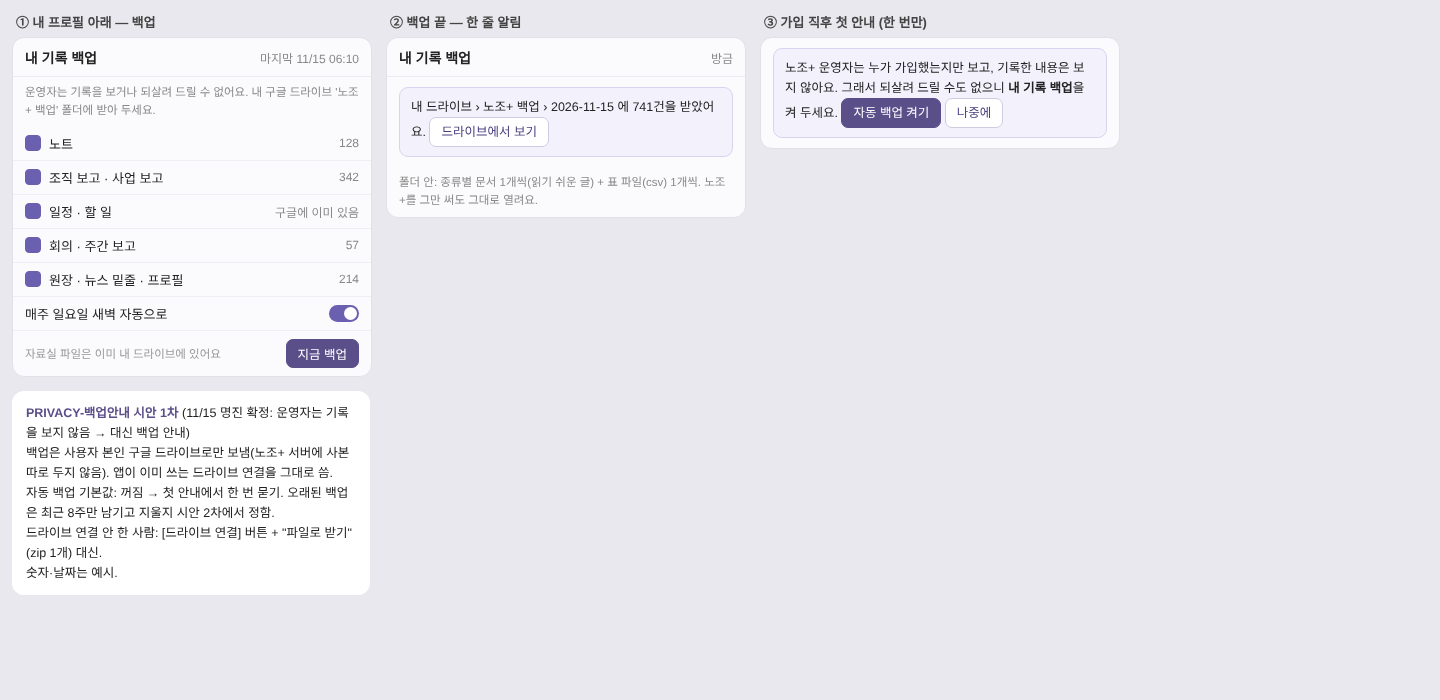 ① 내 프로필 아래 — 백업
내 기록 백업
마지막 11/15 06:10
운영자는 기록을 보거나 되살려 드릴 수 없어요. 내 구글 드라이브 '노조
+ 백업' 폴더에 받아 두세요.
노트
128
조직 보고 · 사업 보고
342
일정 · 할 일
구글에 이미 있음
회의 · 주간 보고
57
원장 · 뉴스 밑줄 · 프로필
214
매주 일요일 새벽 자동으로
자료실 파일은 이미 내 드라이브에 있어요
지금 백업
PRIVACY-백업안내 시안 1차 (11/15 명진 확정: 운영자는 기록
을 보지 않음 → 대신 백업 안내)
백업은 사용자 본인 구글 드라이브로만 보냄(노조+ 서버에 사본
따로 두지 않음). 앱이 이미 쓰는 드라이브 연결을 그대로 씀.
자동 백업 기본값: 꺼짐 → 첫 안내에서 한 번 묻기. 오래된 백업
은 최근 8주만 남기고 지울지 시안 2차에서 정함.
드라이브 연결 안 한 사람: [드라이브 연결] 버튼 + "파일로 받기"
(zip 1개) 대신.
숫자·날짜는 예시.
② 백업 끝 — 한 줄 알림
내 기록 백업
방금
내 드라이브 › 노조+ 백업 › 2026-11-15 에 741건을 받았어
요. 드라이브에서 보기
폴더 안: 종류별 문서 1개씩(읽기 쉬운 글) + 표 파일(csv) 1개씩. 노조
+를 그만 써도 그대로 열려요.
③ 가입 직후 첫 안내 (한 번만)
노조+ 운영자는 누가 가입했는지만 보고, 기록한 내용은 보
지 않아요. 그래서 되살려 드릴 수도 없으니 내 기록 백업을
켜 두세요. 자동 백업 켜기 나중에